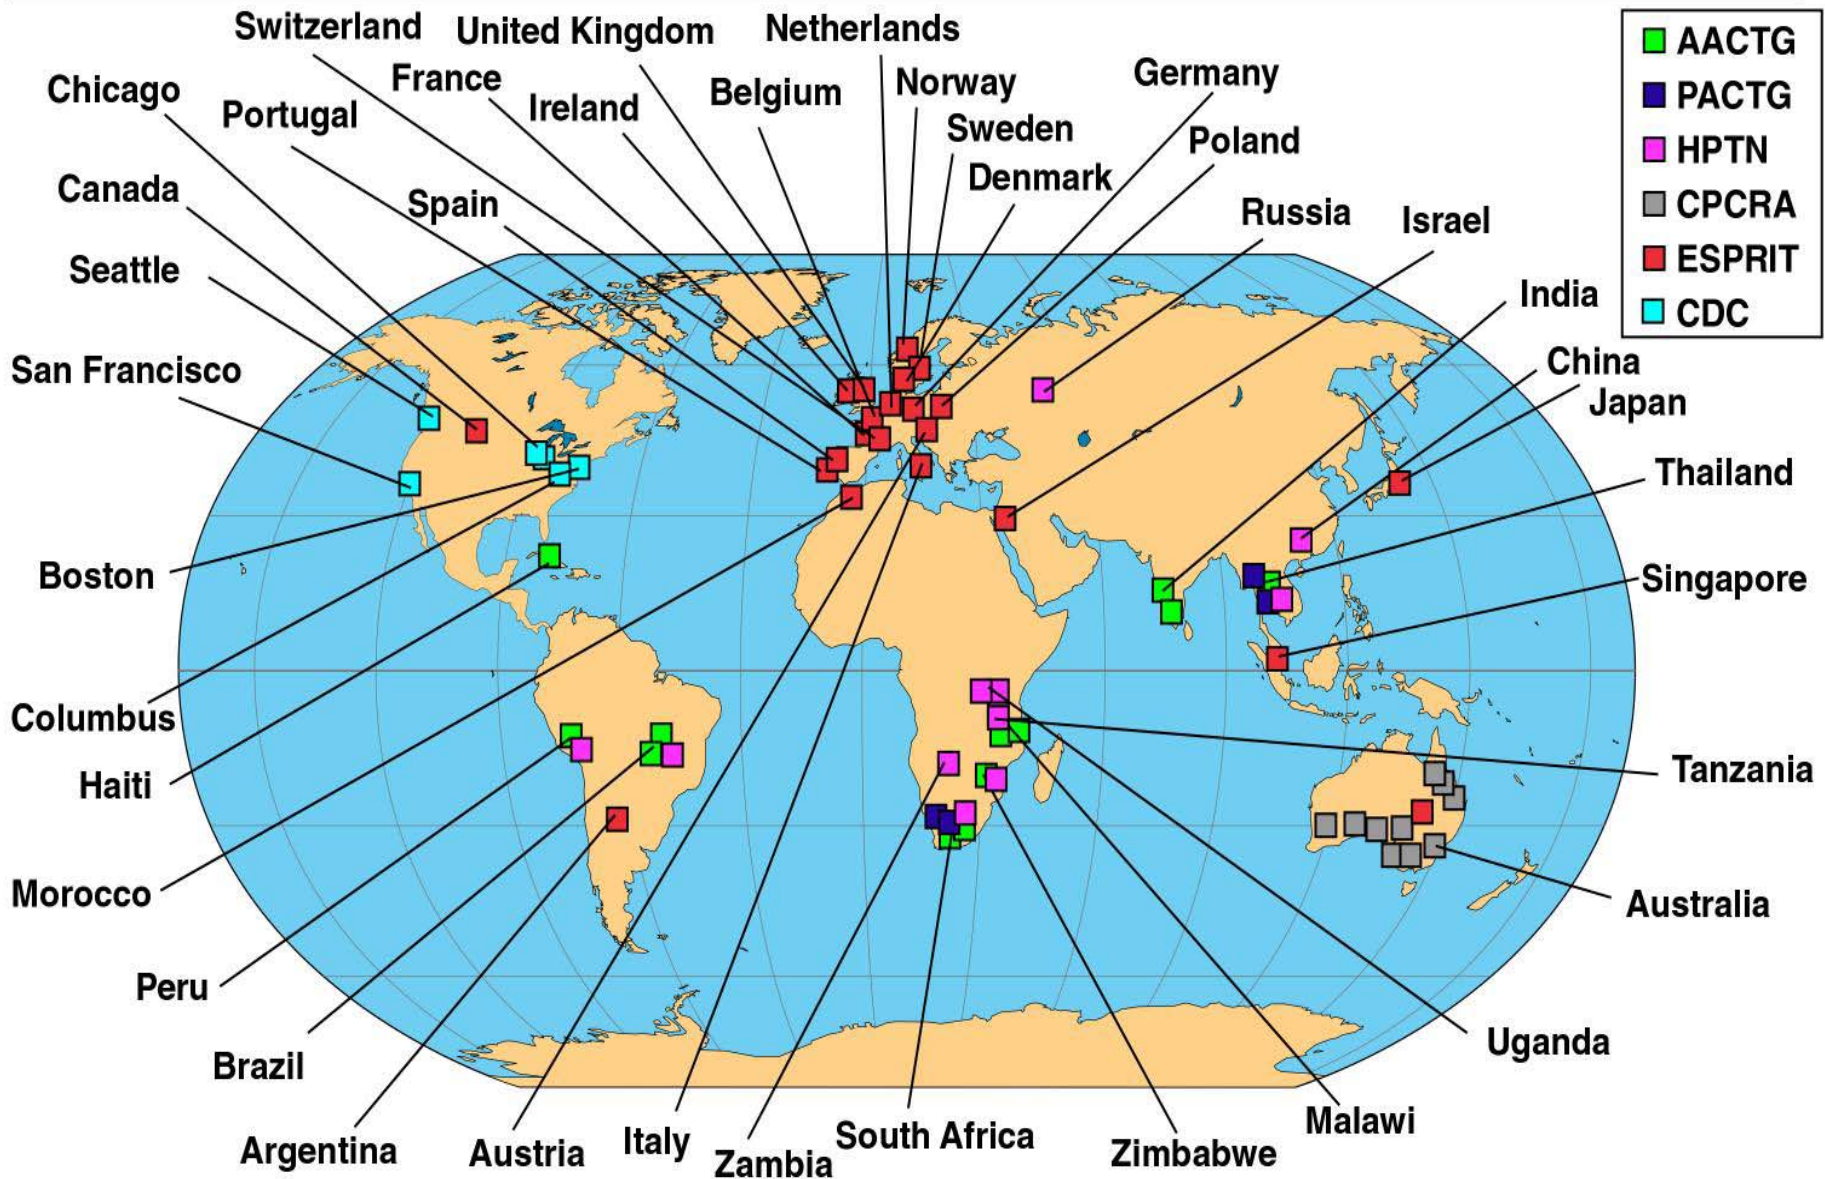 Switzerland
United Kingdom
Netherlands
Chicago
France
Portugal
Ireland
Belgium
Norway
Germany
Sweden
Poland
Denmark
Canada
Spain
Russia
Israel
Seattle
India
San Francisco
China
Japan
Thailand
Boston
Singapore
Columbus
Haiti
Tanzania
Morocco
Australia
Peru
Brazil
Uganda
Argentina
Austria
Italy
Zambia
South Africa
Zimbabwe
Malawi
AACTG
PACTG
HPTN
CPCRA
ESPRIT
CDC